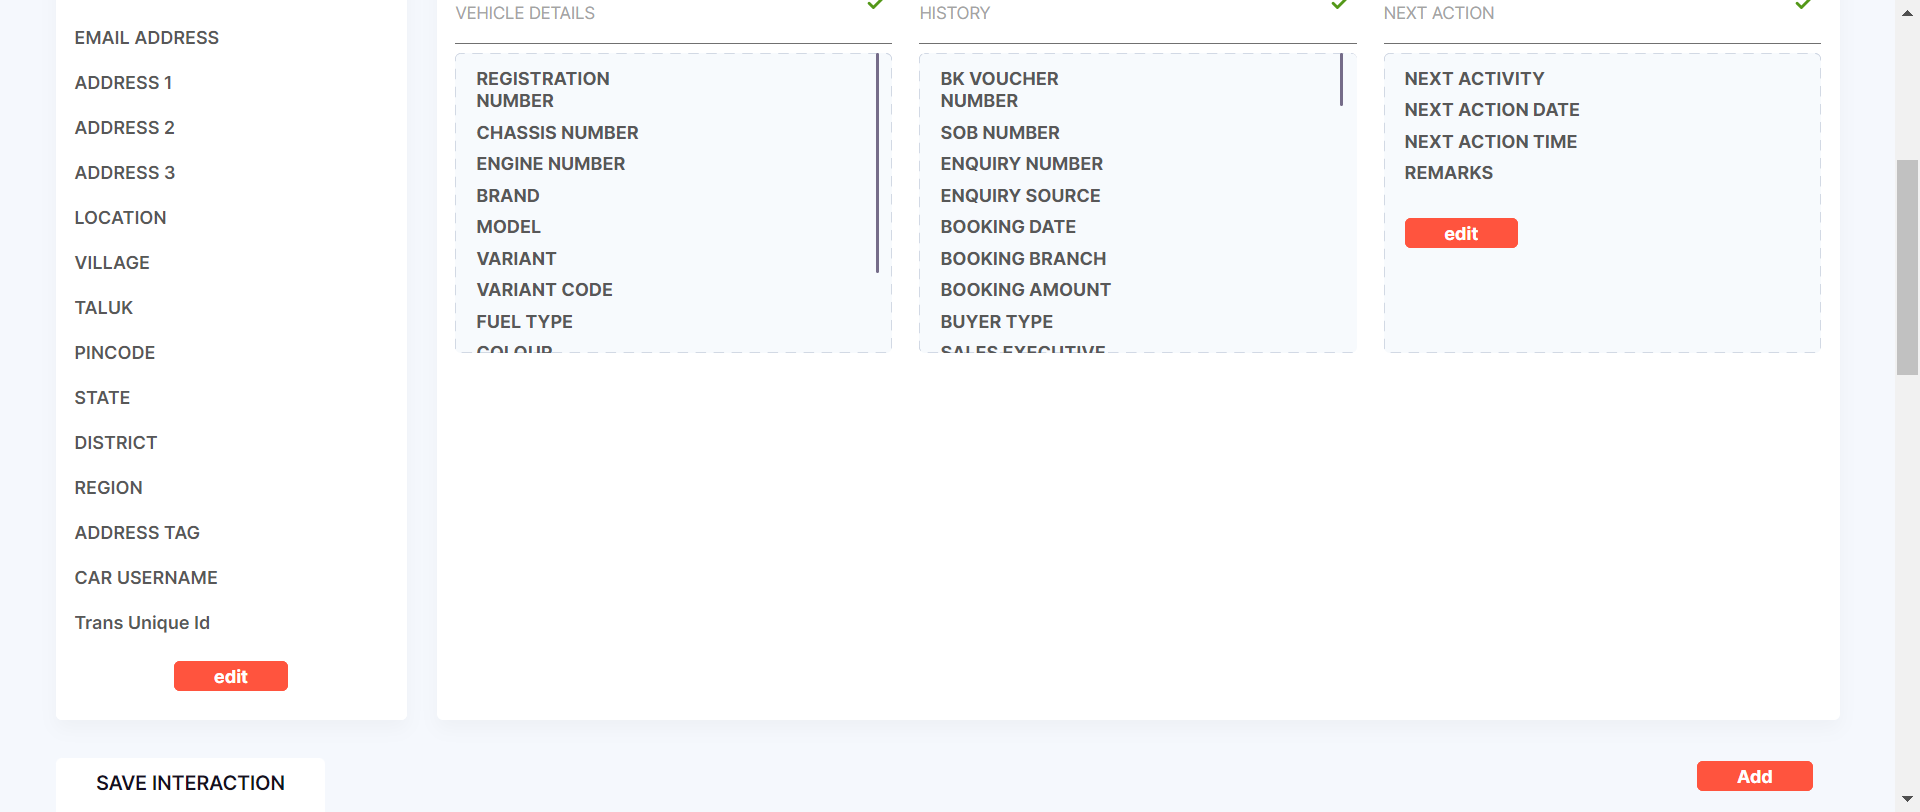 EMAIL ADDRESS
ADDRESS 1
ADDRESS 2
ADDRESS 3
LOCATION
VILLAGE
TALUK
PINCODE
STATE
DISTRICT
REGION
ADDRESS TAG
CAR USERNAME
Trans Unique Id
edit
VEHICLE DETAILS
REGISTRATION
NUMBER
CHASSIS NUMBER
ENGINE NUMBER
BRAND
MODEL
VARIANT
VARIANT CODE
FUEL TYPE
COLOUR
HISTORY
BK VOUCHER
NUMBER
SOB NUMBER
ENQUIRY NUMBER
ENQUIRY SOURCE
BOOKING DATE
BOOKING BRANCH
BOOKING AMOUNT
BUYER TYPE
SALES EXECUTIVE
NEXT ACTION
NEXT ACTIVITY
NEXT ACTION DATE
NEXT ACTION TIME
REMARKS
edit
SAVE INTERACTION
Add